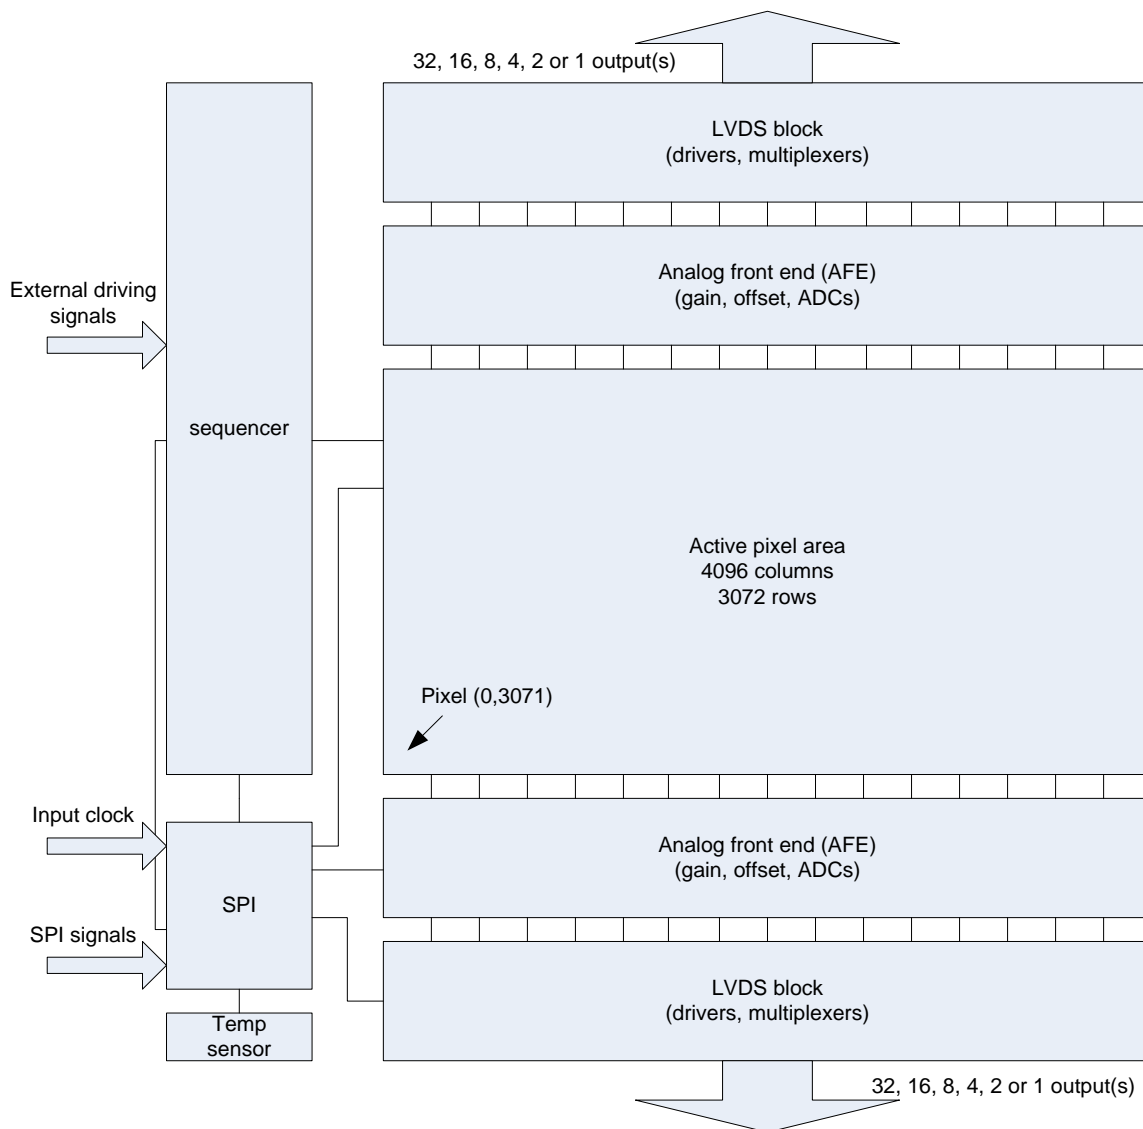 32, 16, 8, 4, 2 or 1 output(s)
LVDS block
(drivers, multiplexers)
Analog front end (AFE)
(gain, offset, ADCs)
External driving
signals
sequencer
Active pixel area
4096 columns
3072 rows
Pixel (0,3071)
Input clock
Analog front end (AFE)
(gain, offset, ADCs)
SPI
SPI signals
LVDS block
(drivers, multiplexers)
Temp
sensor
32, 16, 8, 4, 2 or 1 output(s)